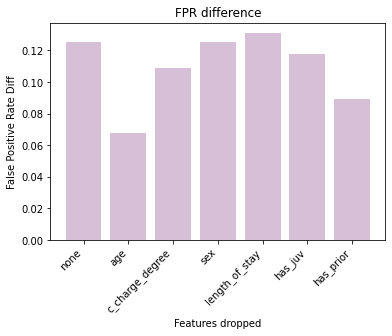 FPR difference
False Positive Rate Diff
0.12
0.10
0.08
0.06
0.04
0.02
0.00
none
age
c_charge_degree
sex
length_of_stay
has_juv
has_prior
Features dropped